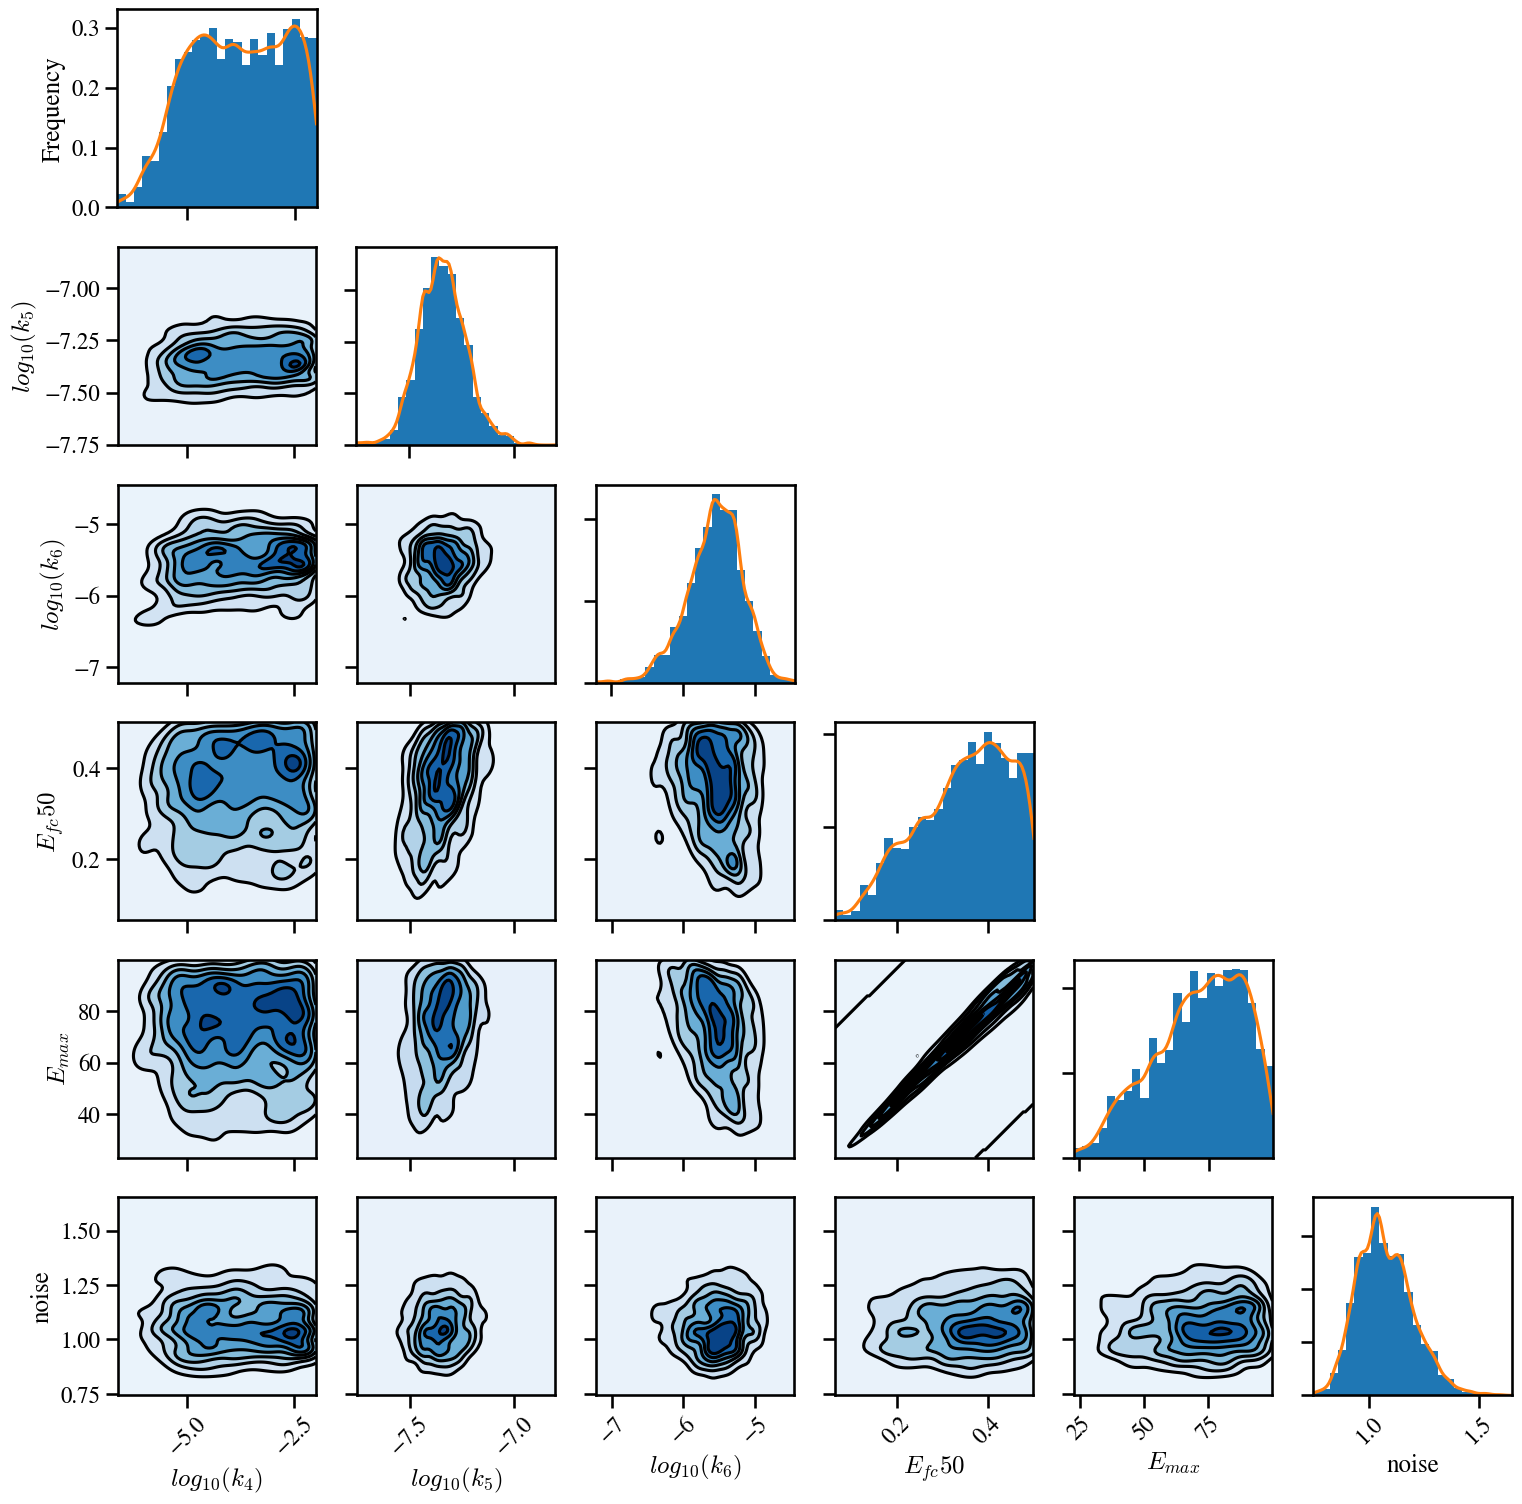 0.3
0.2
0.1
0.0
Frequency
−7.00
−7.25
−7.50
−7.75
log10(k5)
−5
−6
−7
log10(k6)
0.4
0.2
Efc50
80
60
40
Emax
1.50
1.25
1.00
0.75
noise
−5.0 −2.5 −7.5 −7.0 −7 −6 −5 0.2 0.4 25 50 75 1.0 1.5
log10(k4) log10(k5) log10(k6) Efc50 Emax noise